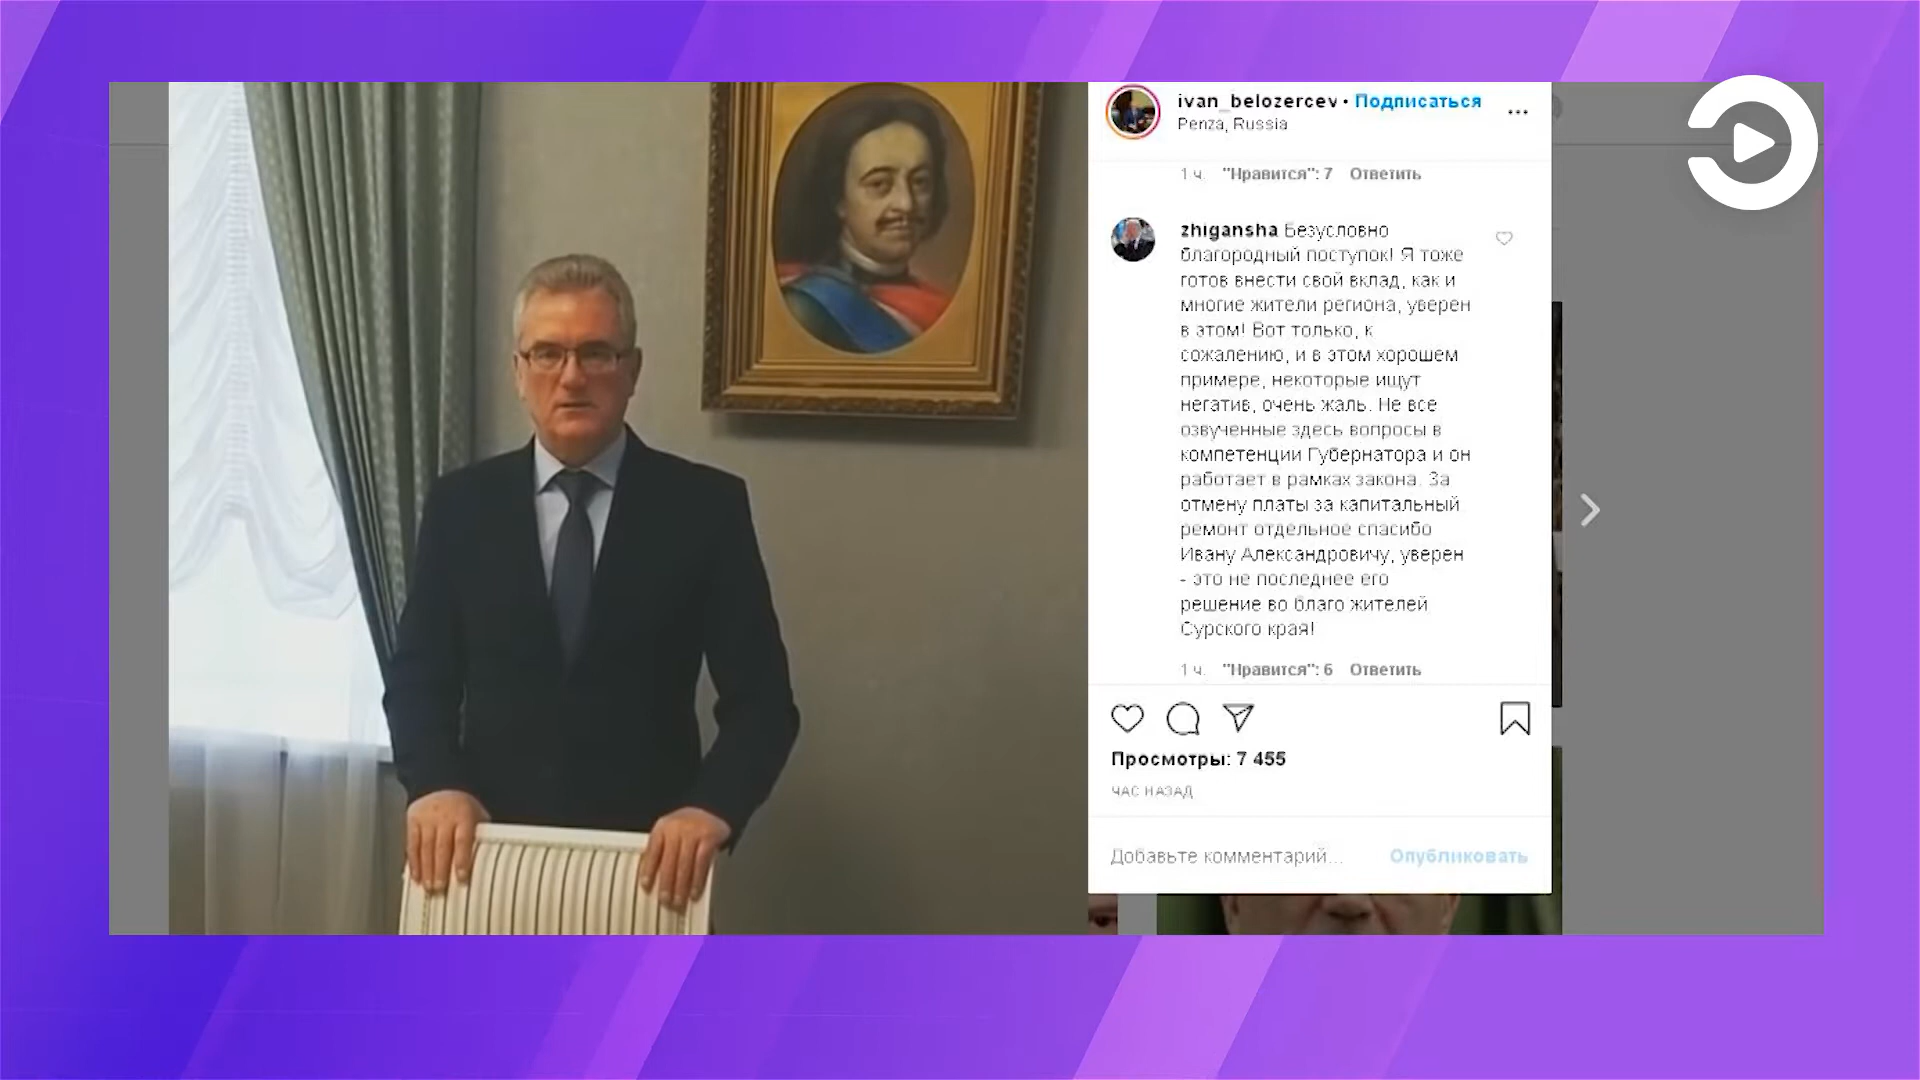 ivan_belozercev • Подписаться
Penza, Russia
1 ч. "Нравится": 7 Ответить
zhigansha Безусловно
благородный поступок! Я тоже
готов внести свой вклад, как и
многие жители региона, уверен
в этом! Вот только, к
сожалению, и в этом хорошем
примере, некоторые ищут
негатив, очень жаль. Не все
озвученные здесь вопросы в
компетенции Губернатора и он
работает в рамках закона. За
отмену платы за капитальный
ремонт отдельное спасибо
Ивану Александровичу, уверен
- это не последнее его
решение во благо жителей
Сурского края!
1 ч. "Нравится": 6 Ответить
Просмотры: 7 455
ЧАС НАЗАД
Добавьте комментарий... Опубликовать